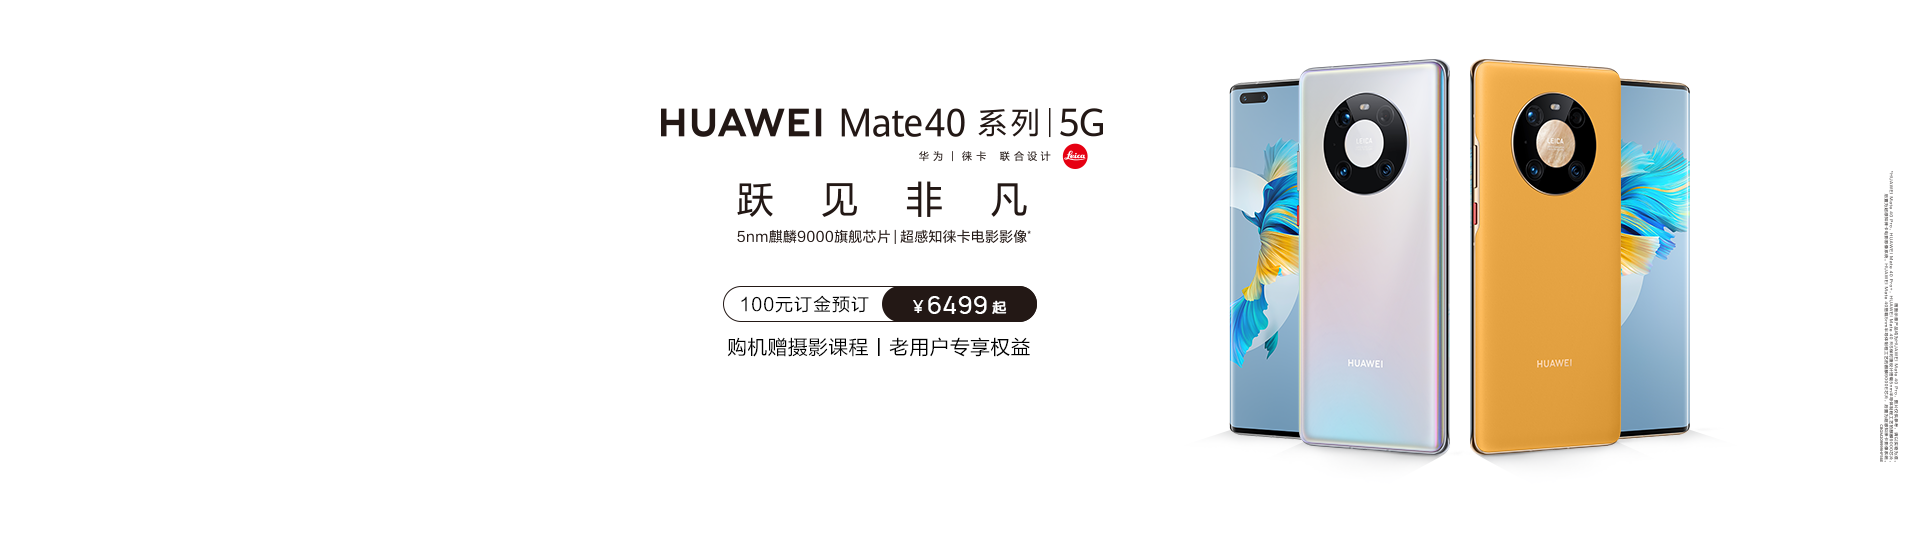 HUAWEI Mate40 系列|5G
华为 | 徕卡 联合设计 Leica
跃 见 非 凡
5nm麒麟9000旗舰芯片|超感知徕卡电影影像*
100元订金预订 ¥6499起
购机赠摄影课程|老用户专享权益
LEICA
HUAWEI
LEICA
HUAWEI